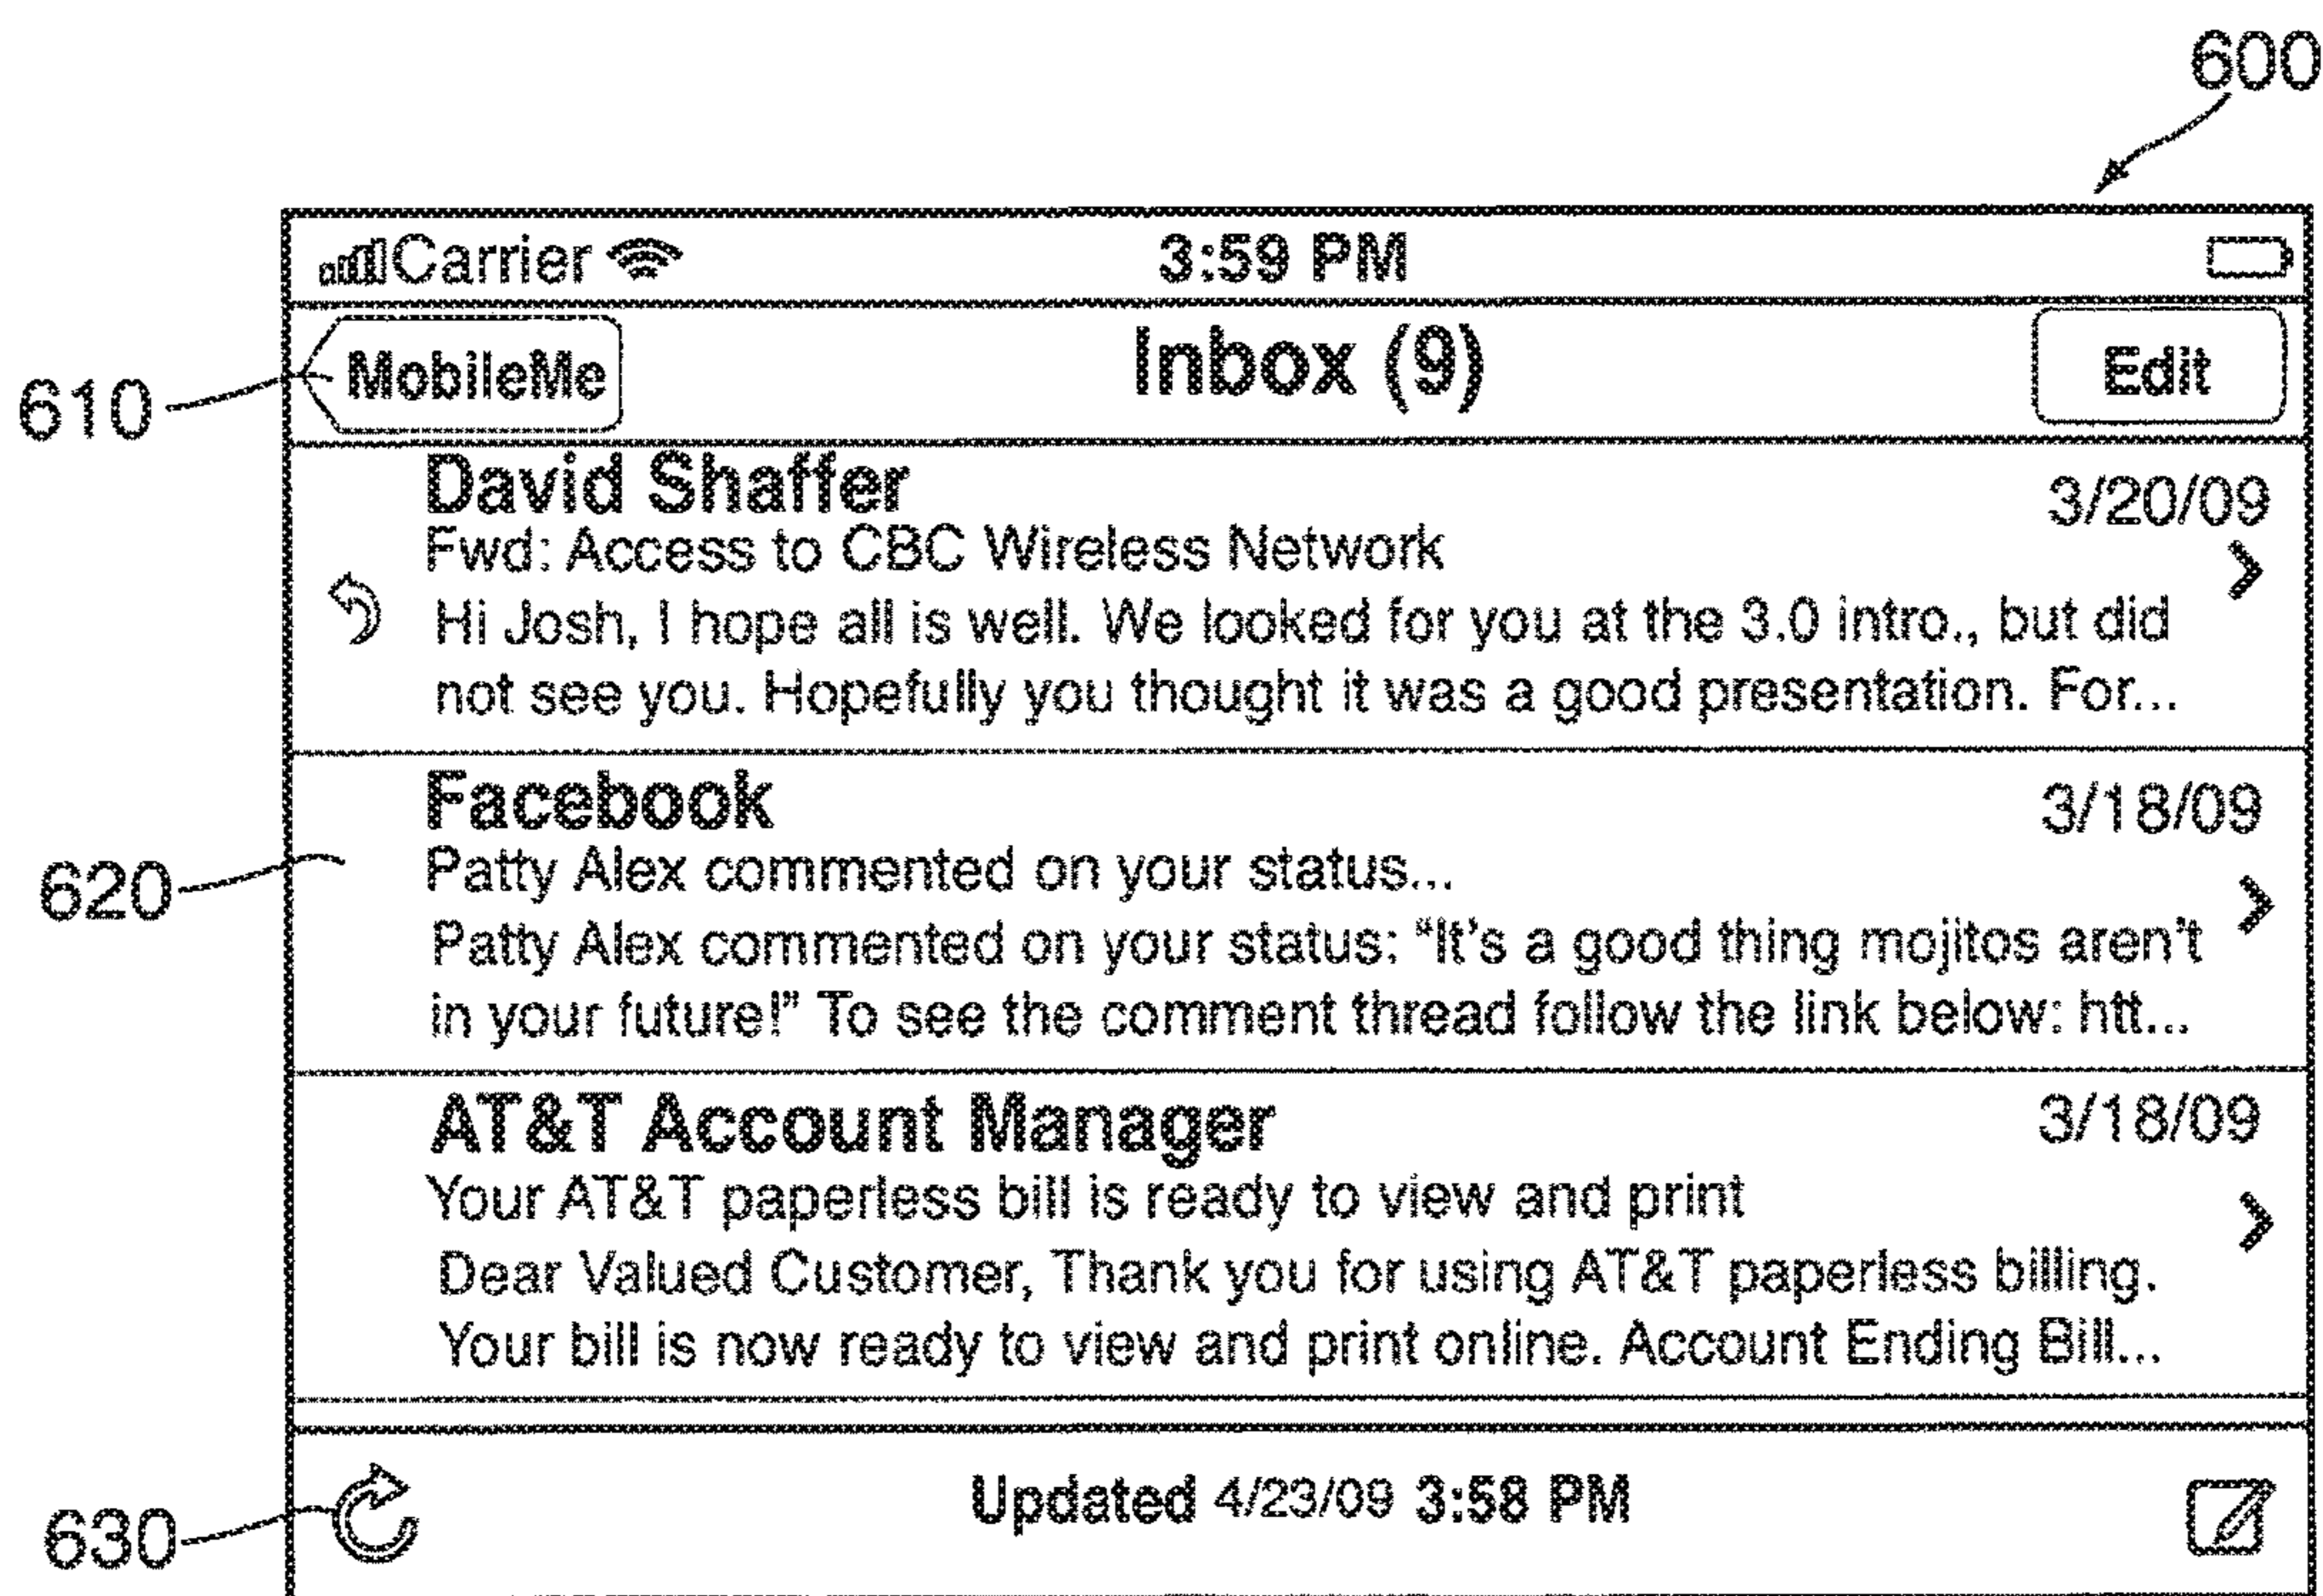 600
Carrier 3:59 PM
610 MobileMe Inbox (9) Edit
David Shaffer 3/20/09
Fwd: Access to CBC Wireless Network
Hi Josh, I hope all is well. We looked for you at the 3.0 intro., but did
not see you. Hopefully you thought it was a good presentation. For...
Facebook 3/18/09
620 Patty Alex commented on your status...
Patty Alex commented on your status: “It's a good thing mojitos aren't
in your future!” To see the comment thread follow the link below: htt...
AT&T Account Manager 3/18/09
Your AT&T paperless bill is ready to view and print
Dear Valued Customer, Thank you for using AT&T paperless billing.
Your bill is now ready to view and print online. Account Ending Bill...
630 Updated 4/23/09 3:58 PM